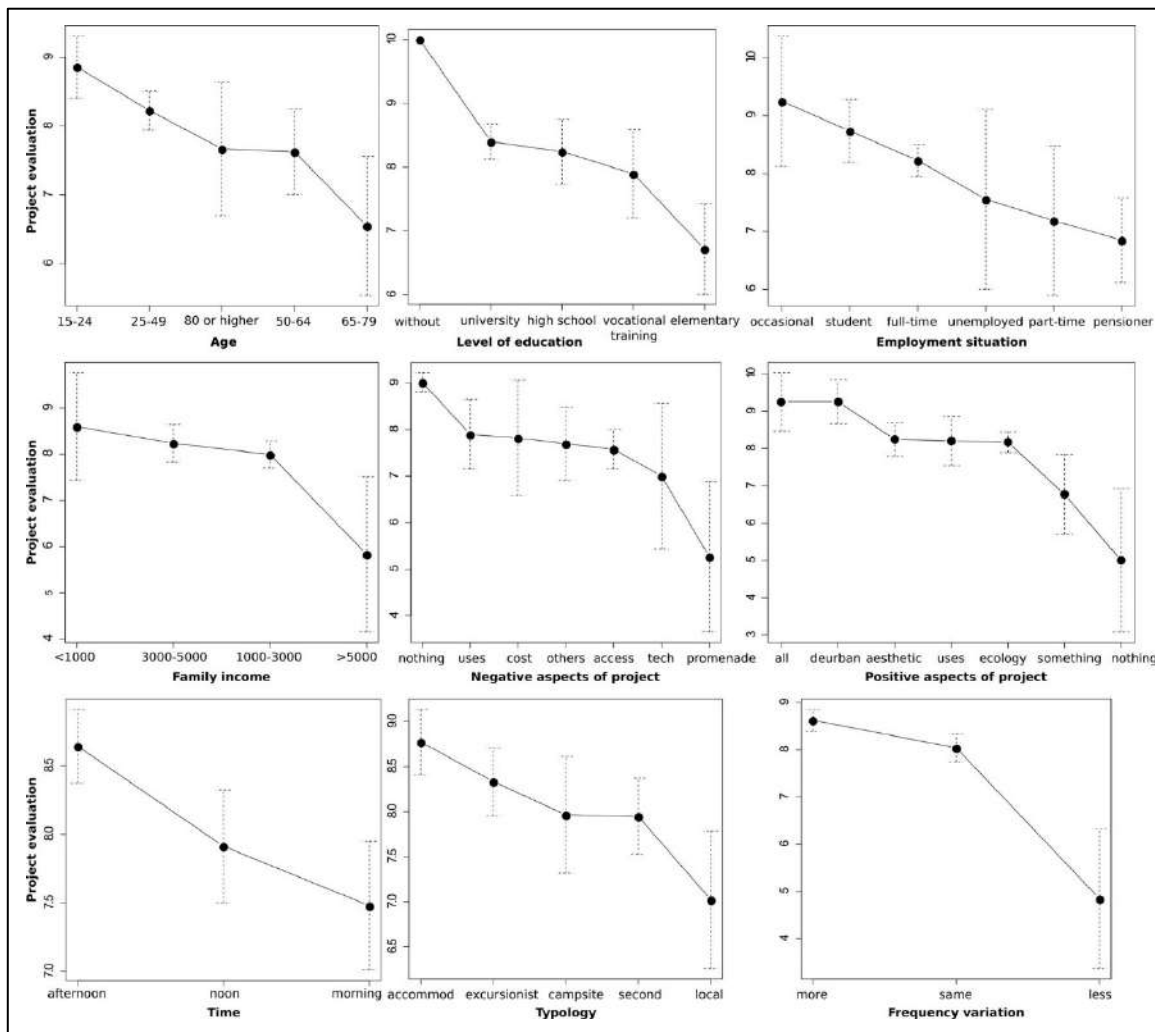 Project evaluation
9
8
7
6
15-24 25-49 80 or higher 50-64 65-79
Age
10
9
8
7
6
without university high school vocational training elementary
Level of education
10
9
8
7
6
occasional student full-time unemployed part-time pensioner
Employment situation
Project evaluation
9
8
7
6
5
4
<1000 3000-5000 1000-3000 >5000
Family income
9
8
7
6
5
4
nothing uses cost others access tech promenade
Negative aspects of project
10
9
8
7
6
5
4
3
all deurban aesthetic uses ecology something nothing
Positive aspects of project
Project evaluation
8.5
8.0
7.5
7.0
afternoon noon morning
Time
9.0
8.5
8.0
7.5
7.0
6.5
accommod excursionist campsite second local
Typology
9
8
7
6
5
4
more same less
Frequency variation